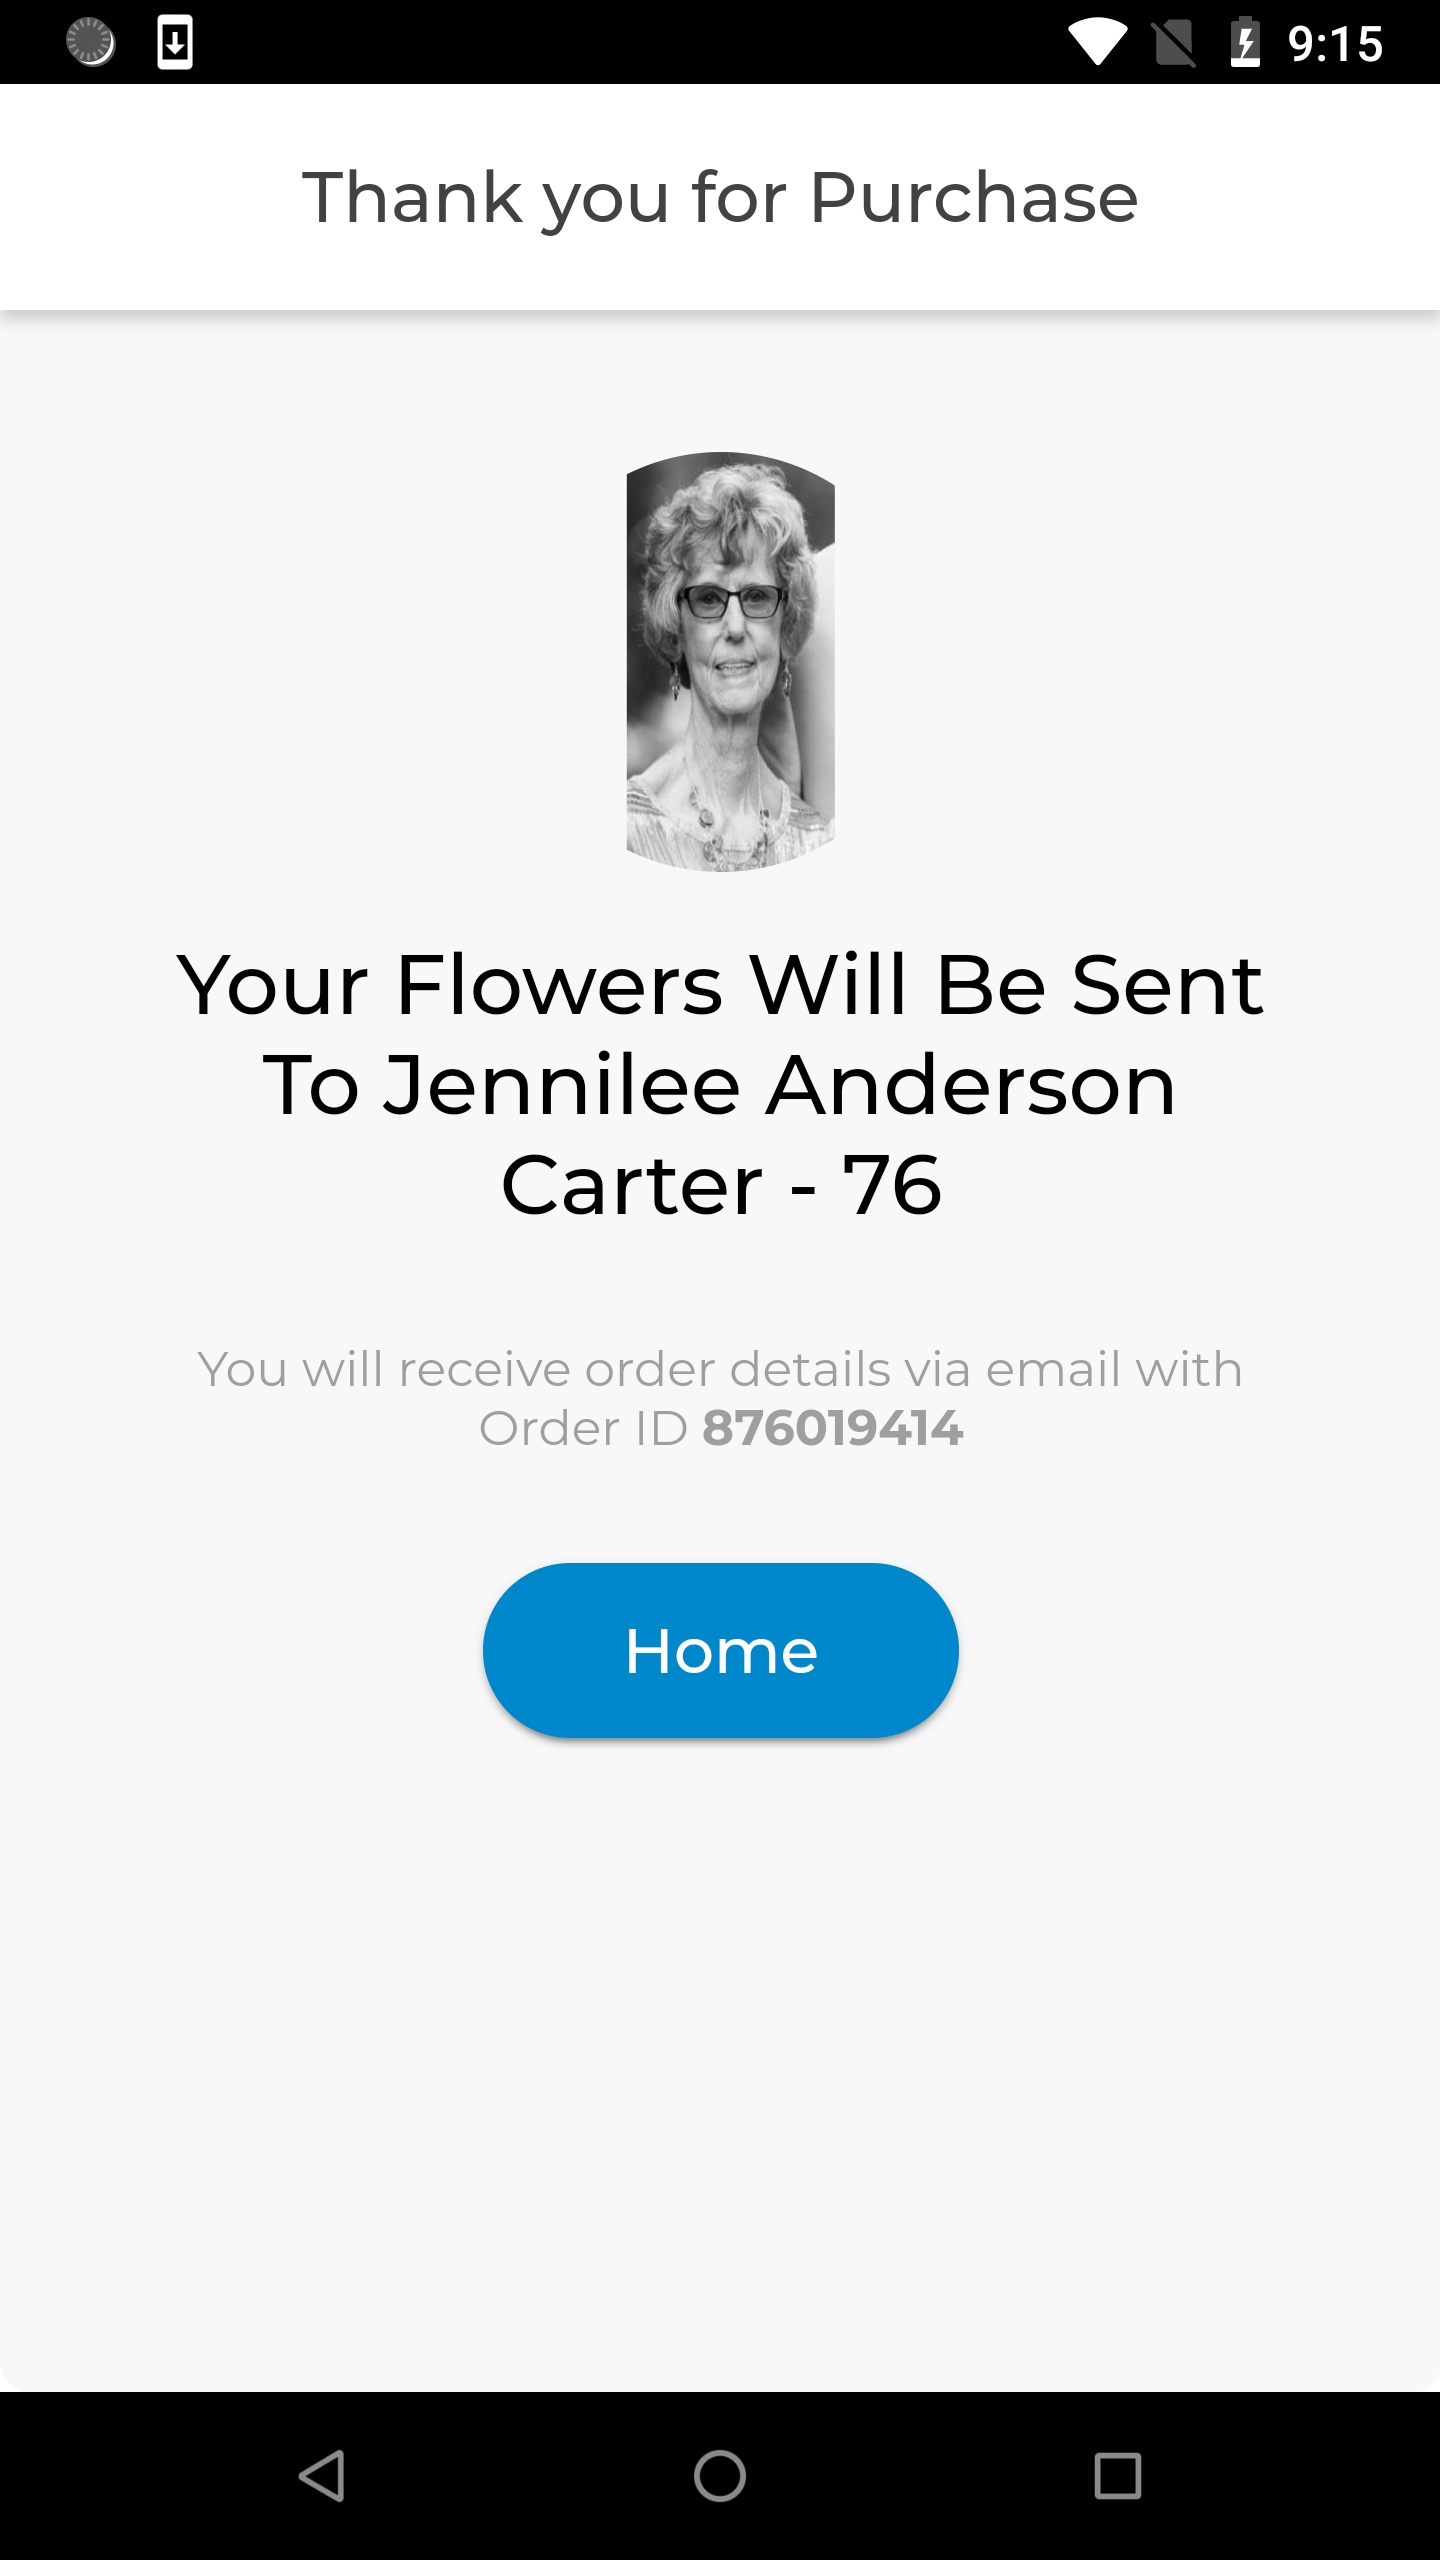 9:15
Thank you for Purchase
Your Flowers Will Be Sent
To Jennilee Anderson
Carter - 76
You will receive order details via email with
Order ID 876019414
Home